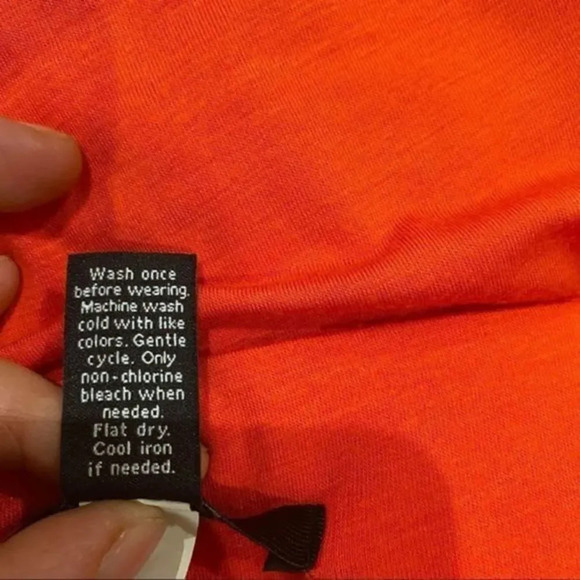 Wash once
before wearing.
Machine wash
cold with like
colors. Gentle
cycle. Only
non-chlorine
bleach when
needed.
Flat dry.
Cool iron
if needed.